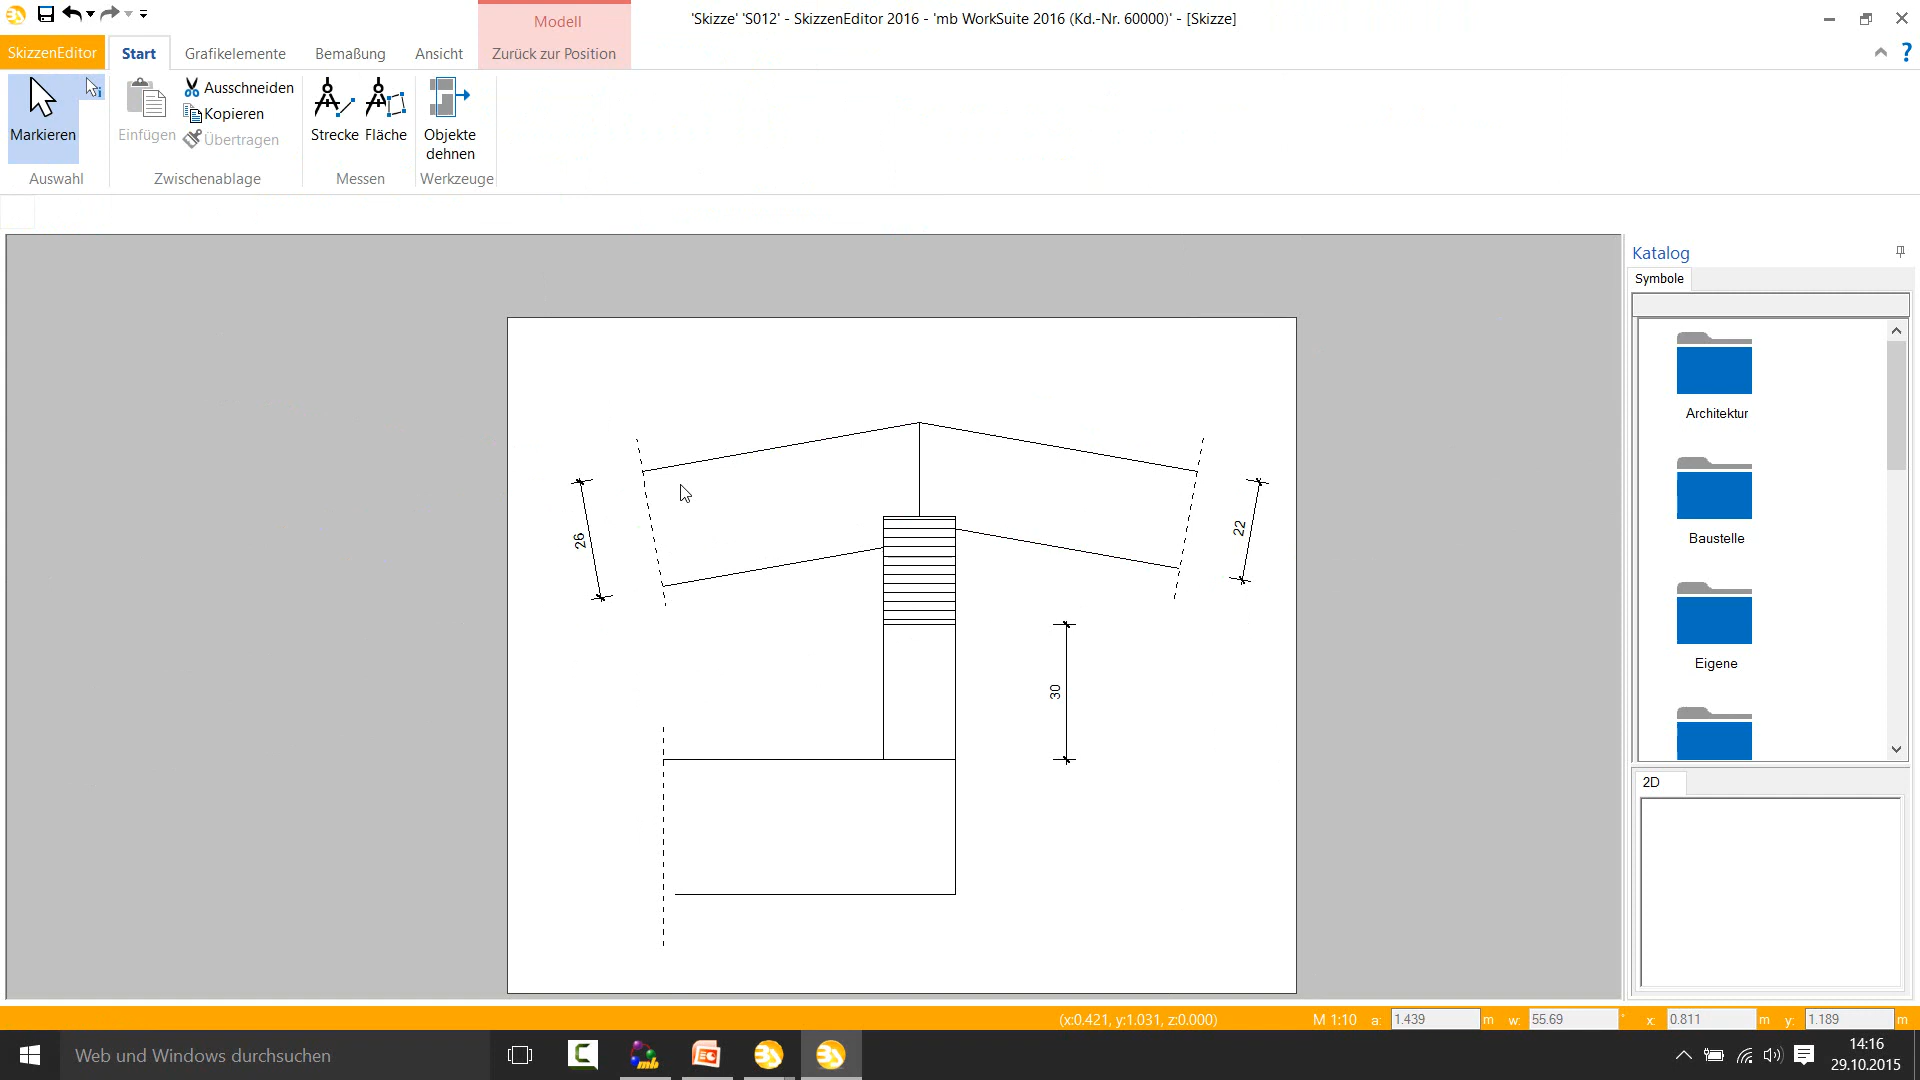 Modell
'Skizze' 'S012' - SkizzenEditor 2016 - 'mb WorkSuite 2016 (Kd.-Nr. 60000)' - [Skizze]
SkizzenEditor
Start
Grafikelemente
Bemaßung
Ansicht
Zurück zur Position
?
Markieren
Einfügen
Ausschneiden
Kopieren
Übertragen
Strecke
Fläche
Objekte
dehnen
Auswahl
Zwischenablage
Messen
Werkzeuge
Katalog
Symbole
Architektur
Baustelle
Eigene
2D
26
22
30
(x:0.421, y:1.031, z:0.000)
M 1:10
a: 1.439 m
w: 55.69 °
x: 0.811 m
y: 1.189 m
Web und Windows durchsuchen
mb
14:16
29.10.2015